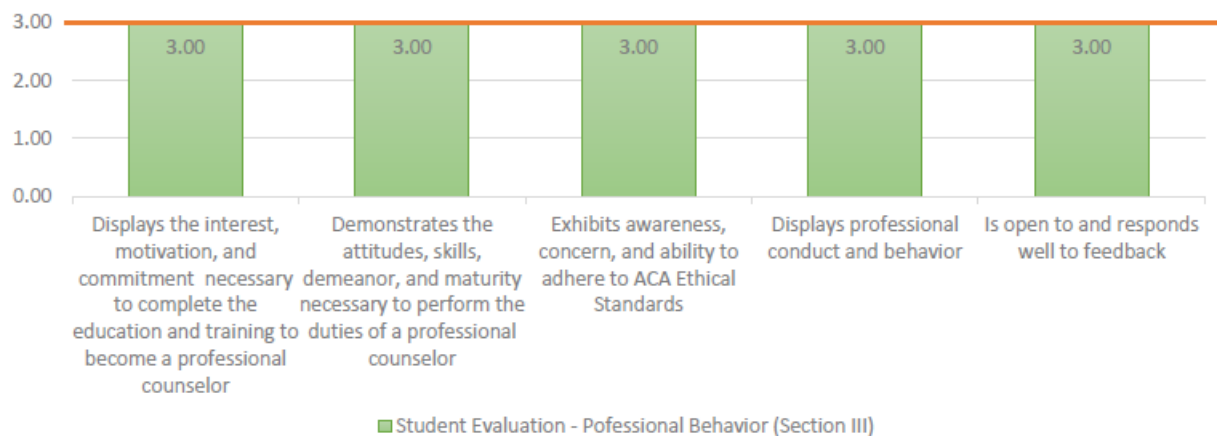 3.00
3.00 3.00 3.00 3.00 3.00
2.00
1.00
0.00
Displays the interest,
motivation, and
commitment necessary
to complete the
education and training to
become a professional
counselor
Demonstrates the
attitudes, skills,
demeanor, and maturity
necessary to perform the
duties of a professional
counselor
Exhibits awareness,
concern, and ability to
adhere to ACA Ethical
Standards
Displays professional
conduct and behavior
Is open to and responds
well to feedback
Student Evaluation - Pofessional Behavior (Section III)